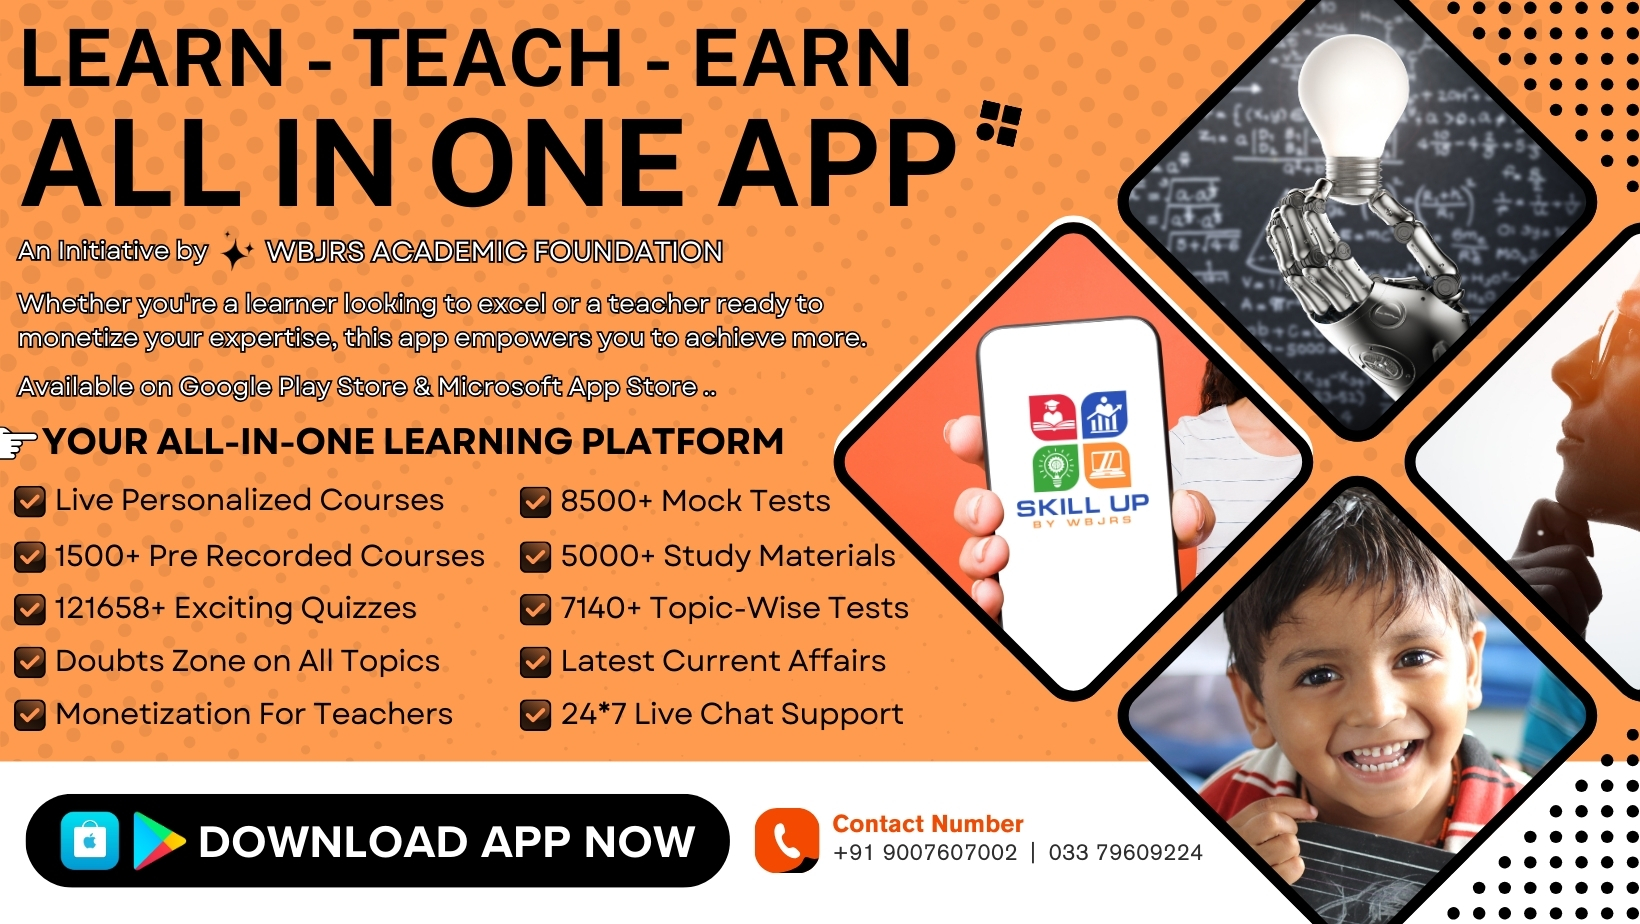 LEARN - TEACH - EARN
ALL IN ONE APP
An Initiative by WBJRS ACADEMIC FOUNDATION
Whether you're a learner looking to excel or a teacher ready to
monetize your expertise, this app empowers you to achieve more.
Available on Google Play Store & Microsoft App Store ..
YOUR ALL-IN-ONE LEARNING PLATFORM
Live Personalized Courses
8500+ Mock Tests
1500+ Pre Recorded Courses
5000+ Study Materials
121658+ Exciting Quizzes
7140+ Topic-Wise Tests
Doubts Zone on All Topics
Latest Current Affairs
Monetization For Teachers
24*7 Live Chat Support
SKILL UP
BY WBJRS
DOWNLOAD APP NOW
Contact Number
+91 9007607002 | 033 79609224